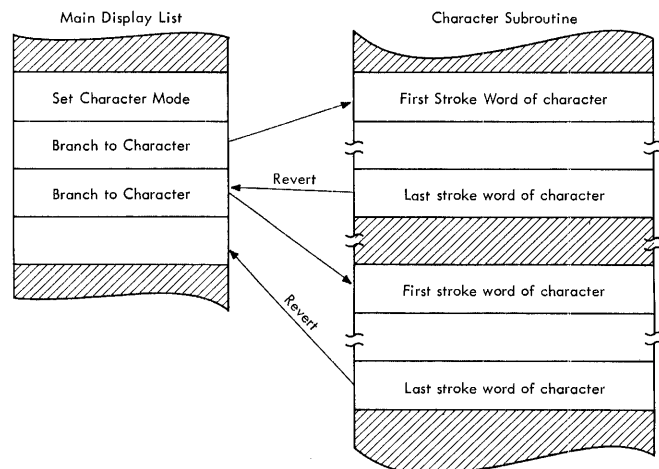 Main Display List
Set Character Mode
Branch to Character
Branch to Character
Character Subroutine
First Stroke Word of character
Revert
Last stroke word of character
First stroke word of character
Revert
Last stroke word of character